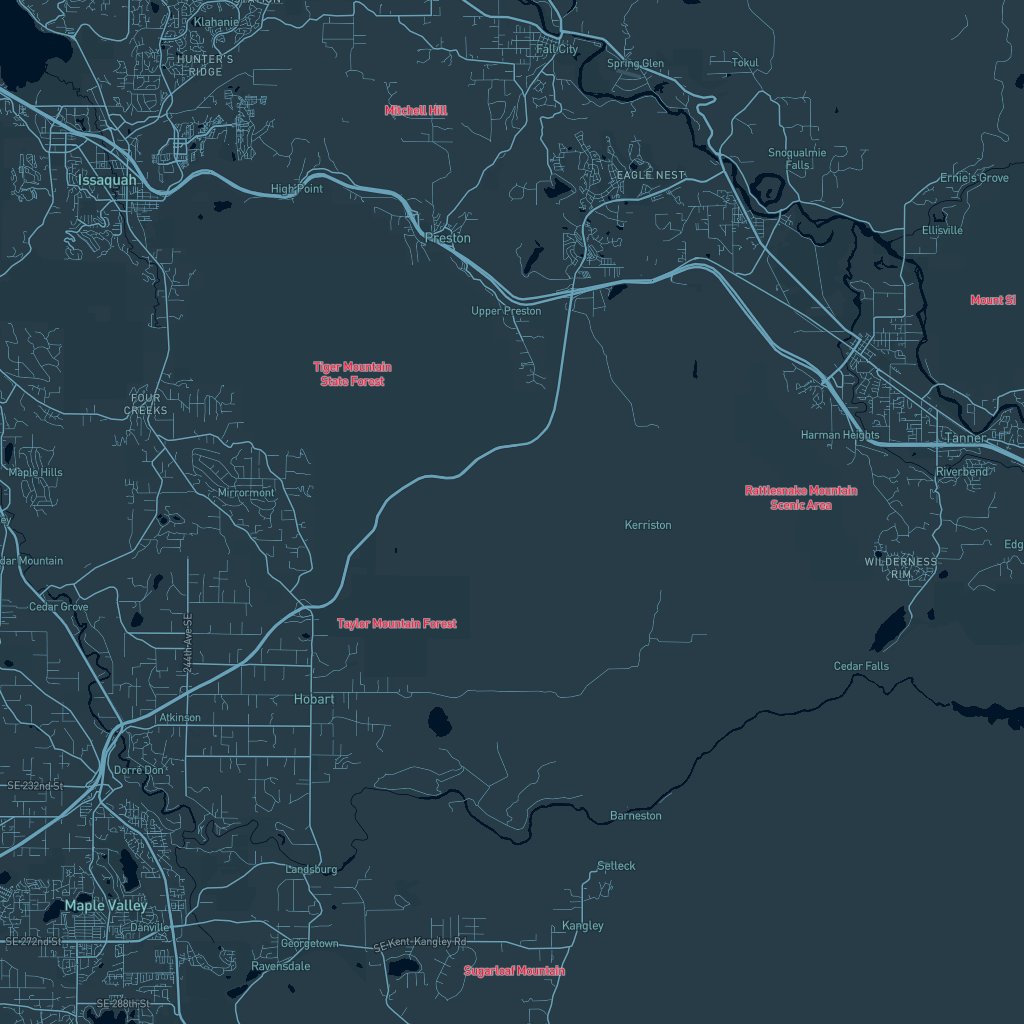 Klahanie
HUNTER'S
RIDGE
Fall City
Spring Glen
Tokul
Mitchell Hill
Snoqualmie
Falls
Issaquah
High Point
EAGLE NEST
Ernie's Grove
Ellisville
Preston
Mount Si
Upper Preston
Tiger Mountain
State Forest
FOUR
CREEKS
Harman Heights
Tanner
Maple Hills
Riverbend
Mirrormont
Rattlesnake Mountain
Scenic Area
Kerriston
Edg
dar Mountain
WILDERNESS
RIM
Cedar Grove
244th Ave SE
Taylor Mountain Forest
Cedar Falls
Hobart
Atkinson
Dorre Don
SE 232nd St
Barneston
Landsburg
Selleck
Maple Valley
Danville
Kangley
SE 272nd St
Georgetown
SE Kent-Kangley Rd
Ravensdale
Sugarloaf Mountain
SE 288th St